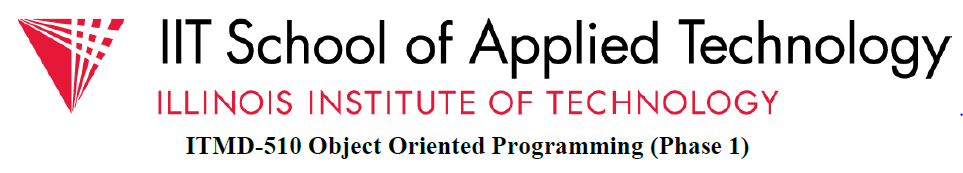 IIT School of Applied Technology
ILLINOIS INSTITUTE OF TECHNOLOGY
ITMD-510 Object Oriented Programming (Phase 1)